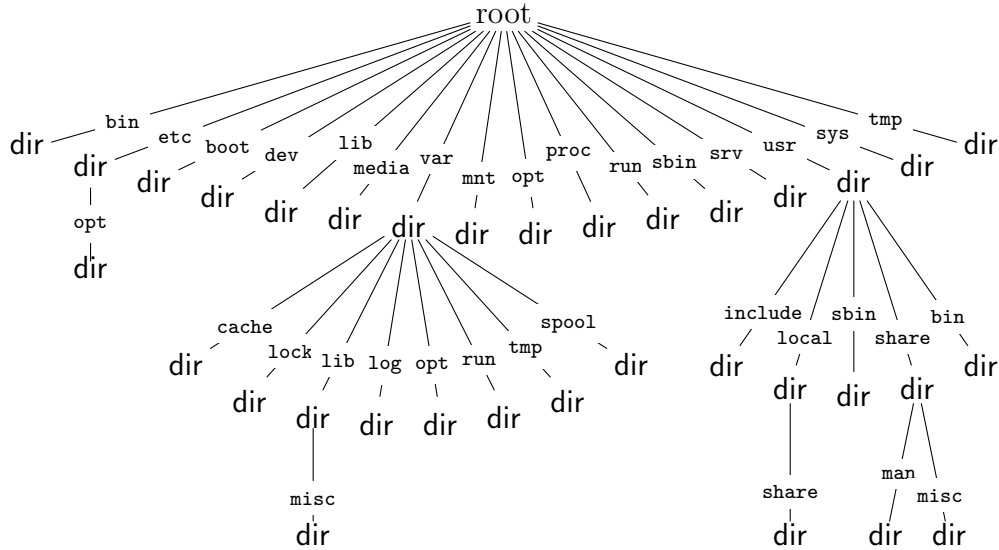 root
bin etc boot dev lib media var mnt opt proc run sbin srv usr sys tmp
dir dir dir dir dir dir dir dir dir dir dir dir dir dir dir dir
opt
dir
cache lock lib log opt run tmp spool include local sbin share bin
dir dir dir dir dir dir dir dir dir dir dir dir dir
misc share man misc
dir dir dir dir